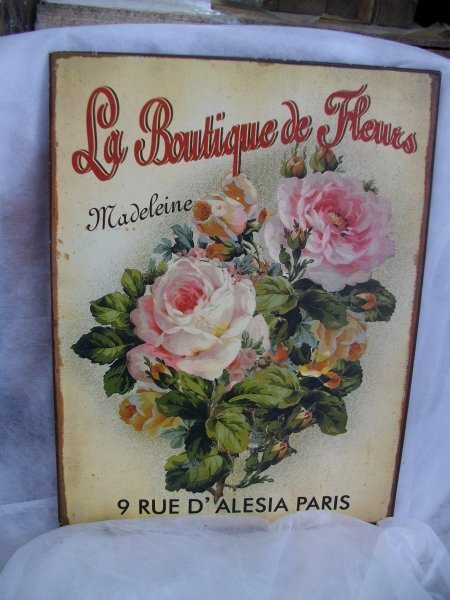 La Boutique de Fleurs
Madeleine
9 RUE D'ALESIA PARIS